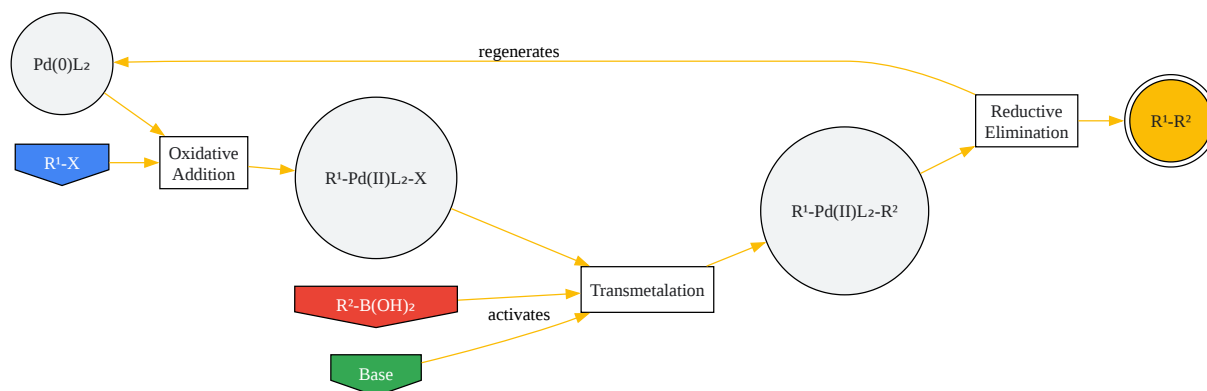 Pd(0)L₂
regenerates
R¹-X
Oxidative
Addition
R¹-Pd(II)L₂-X
R²-B(OH)₂
activates
Base
Transmetalation
R¹-Pd(II)L₂-R²
Reductive
Elimination
R¹-R²